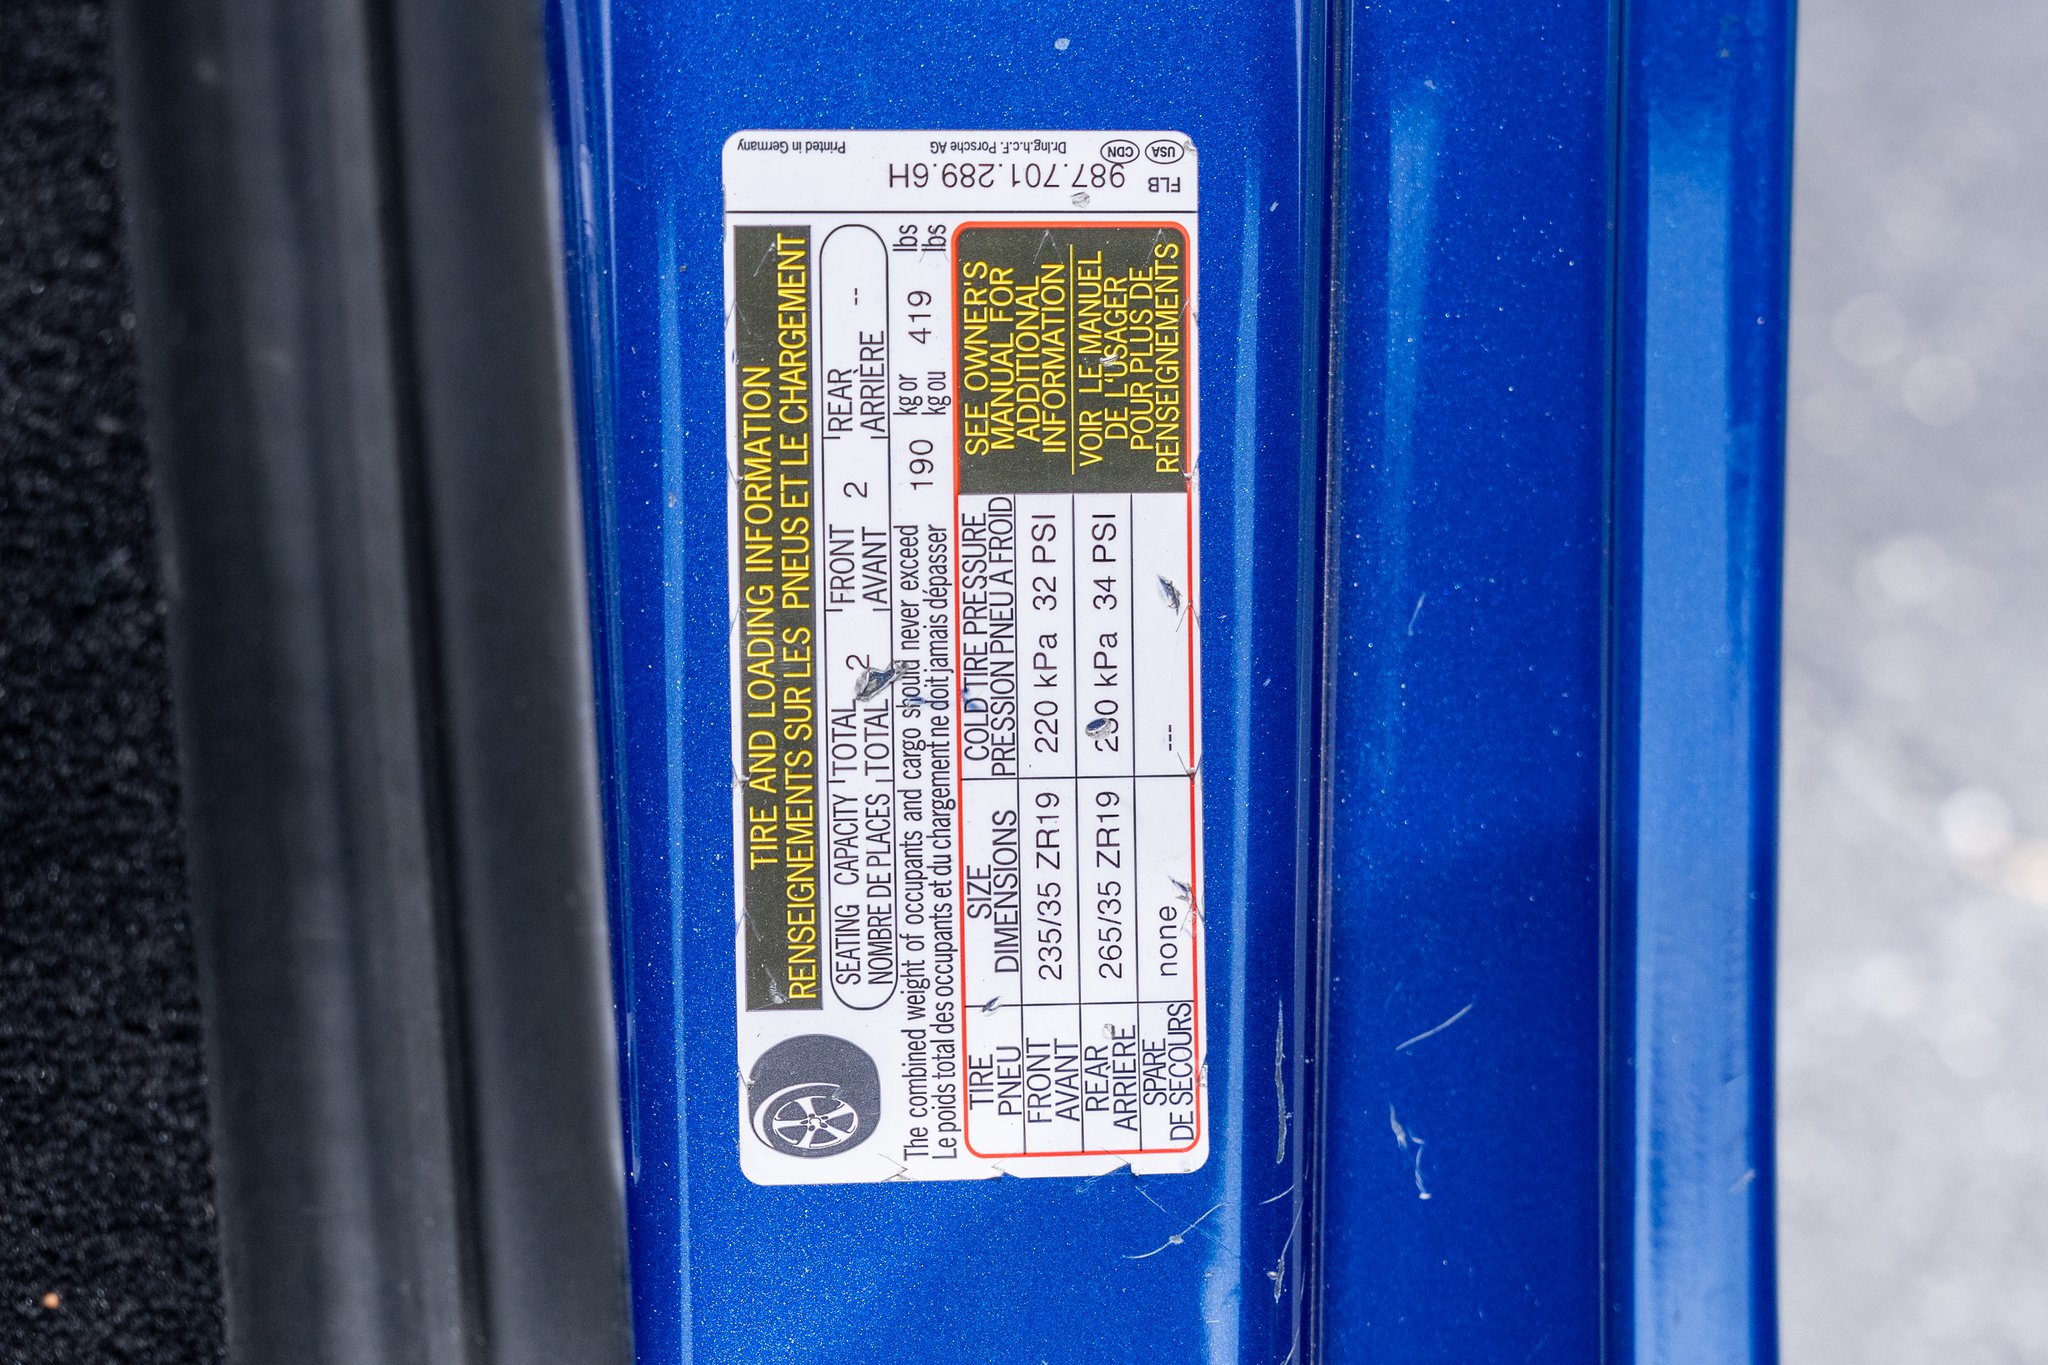 TIRE AND LOADING INFORMATION
RENSEIGNEMENTS SUR LES PNEUS ET LE CHARGEMENT
SEATING CAPACITY TOTAL 2 FRONT 2 REAR --
NOMBRE DE PLACES TOTAL AVANT ARRIÈRE
The combined weight of occupants and cargo should never exceed 190 kg or 419 lbs
Le poids total des occupants et du chargement ne doit jamais dépasser kg ou lbs
TIRE SIZE COLD TIRE PRESSURE
PNEU DIMENSIONS PRESSION PNEU A FROID
FRONT
AVANT
235/35 ZR19 220 kPa 32 PSI
REAR
ARRIERE
265/35 ZR19 kPa 34 PSI
SPARE
DE SECOURS
none ---
SEE OWNER'S
MANUAL FOR
ADDITIONAL
INFORMATION
VOIR LE MANUEL
DE L'USAGER
POUR PLUS DE
RENSEIGNEMENTS
FLB
987.701.289.6H
USA
CDN
Dr.Ing.h.c.F. Porsche AG
Printed in Germany